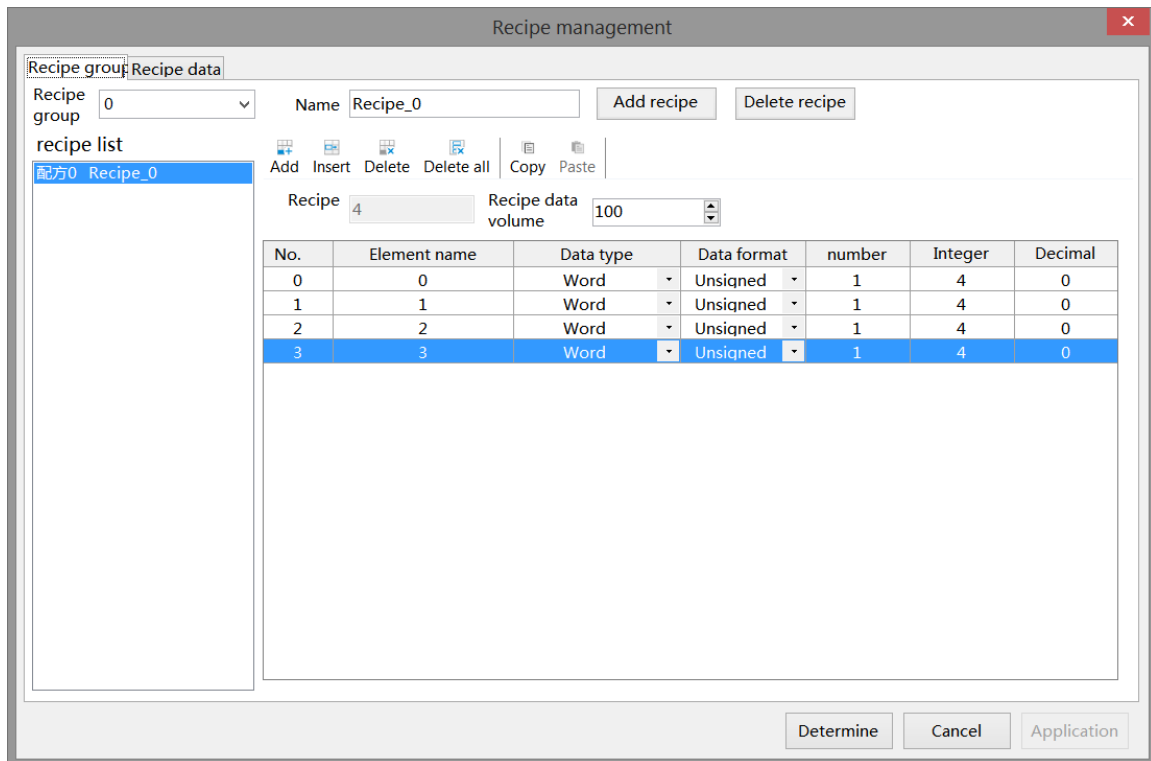 Recipe management
Recipe group Recipe data
Recipe group 0 Name Recipe_0 Add recipe Delete recipe
recipe list
Add Insert Delete Delete all Copy Paste
配方0 Recipe_0
Recipe 4 Recipe data volume 100
No. Element name Data type Data format number Integer Decimal
0 0 Word Unsigned 1 4 0
1 1 Word Unsigned 1 4 0
2 2 Word Unsigned 1 4 0
3 3 Word Unsigned 1 4 0
Determine Cancel Application